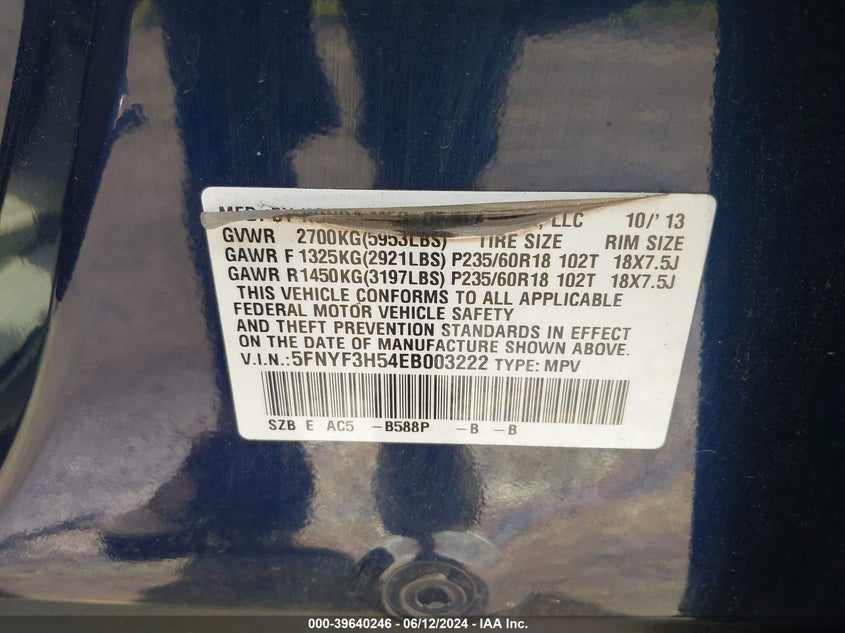 LLC 10/'13
GVWR 2700KG(5953LBS) TIRE SIZE RIM SIZE
GAWR F 1325KG(2921LBS) P235/60R18 102T 18X7.5J
GAWR R 1450KG(3197LBS) P235/60R18 102T 18X7.5J
THIS VEHICLE CONFORMS TO ALL APPLICABLE
FEDERAL MOTOR VEHICLE SAFETY
AND THEFT PREVENTION STANDARDS IN EFFECT
ON THE DATE OF MANUFACTURE SHOWN ABOVE.
V.I.N.:5FNYF3H54EB003222 TYPE: MPV
SZB E AC5 -B588P -B -B
000-39640246 - 06/12/2024 - IAA Inc.